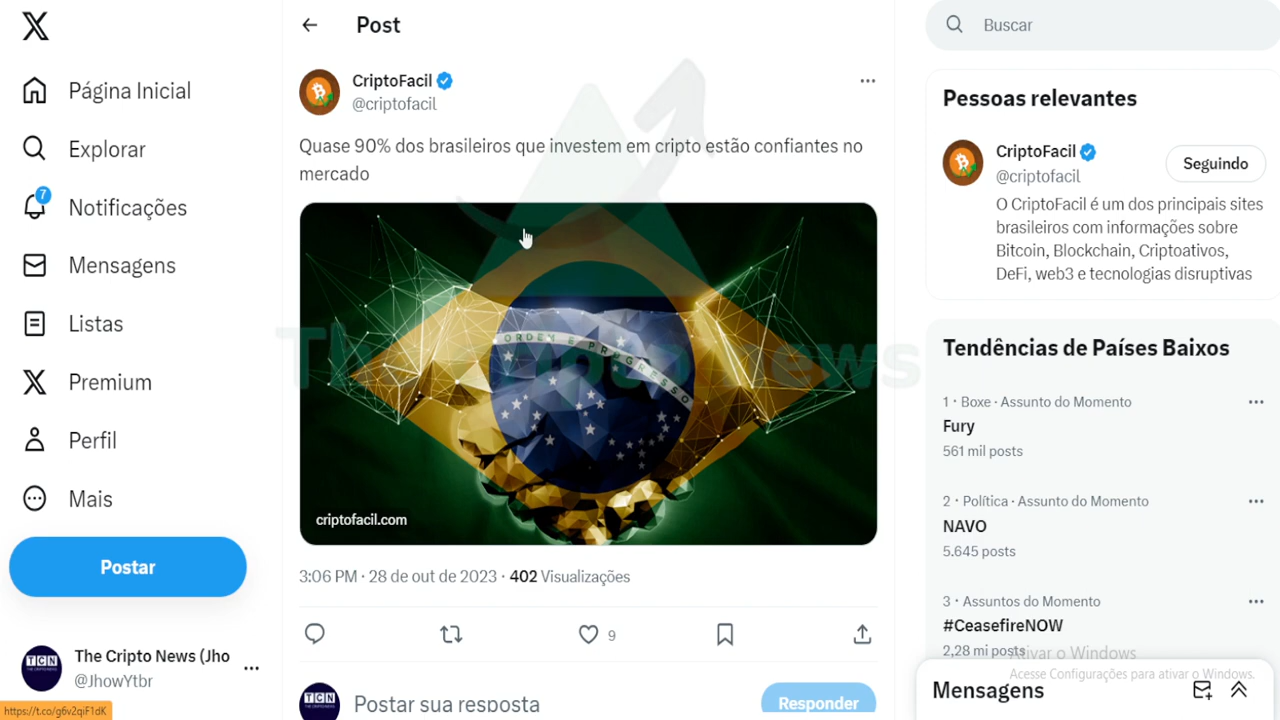 Página Inicial
Explorar
7
Notificações
Mensagens
Listas
Premium
Perfil
Mais
Postar
The Cripto News (Jho
@JhowYtbr
https://t.co/g6v2qiF1dK
Post
CriptoFacil
@criptofacil
Quase 90% dos brasileiros que investem em cripto estão confiantes no
mercado
ORDEM E PROGRESSO
The Cripto News
criptofacil.com
3:06 PM · 28 de out de 2023 · 402 Visualizações
9
TCN
Postar sua resposta
Responder
Buscar
Pessoas relevantes
CriptoFacil
@criptofacil
Seguindo
O CriptoFacil é um dos principais sites
brasileiros com informações sobre
Bitcoin, Blockchain, Criptoativos,
DeFi, web3 e tecnologias disruptivas
Tendências de Países Baixos
1 · Boxe · Assunto do Momento
Fury
561 mil posts
2 · Política · Assunto do Momento
NAVO
5.645 posts
3 · Assuntos do Momento
#CeasefireNOW
2,28 mi posts
Ativar o Windows
Acesse Configurações para ativar o Windows.
Mensagens